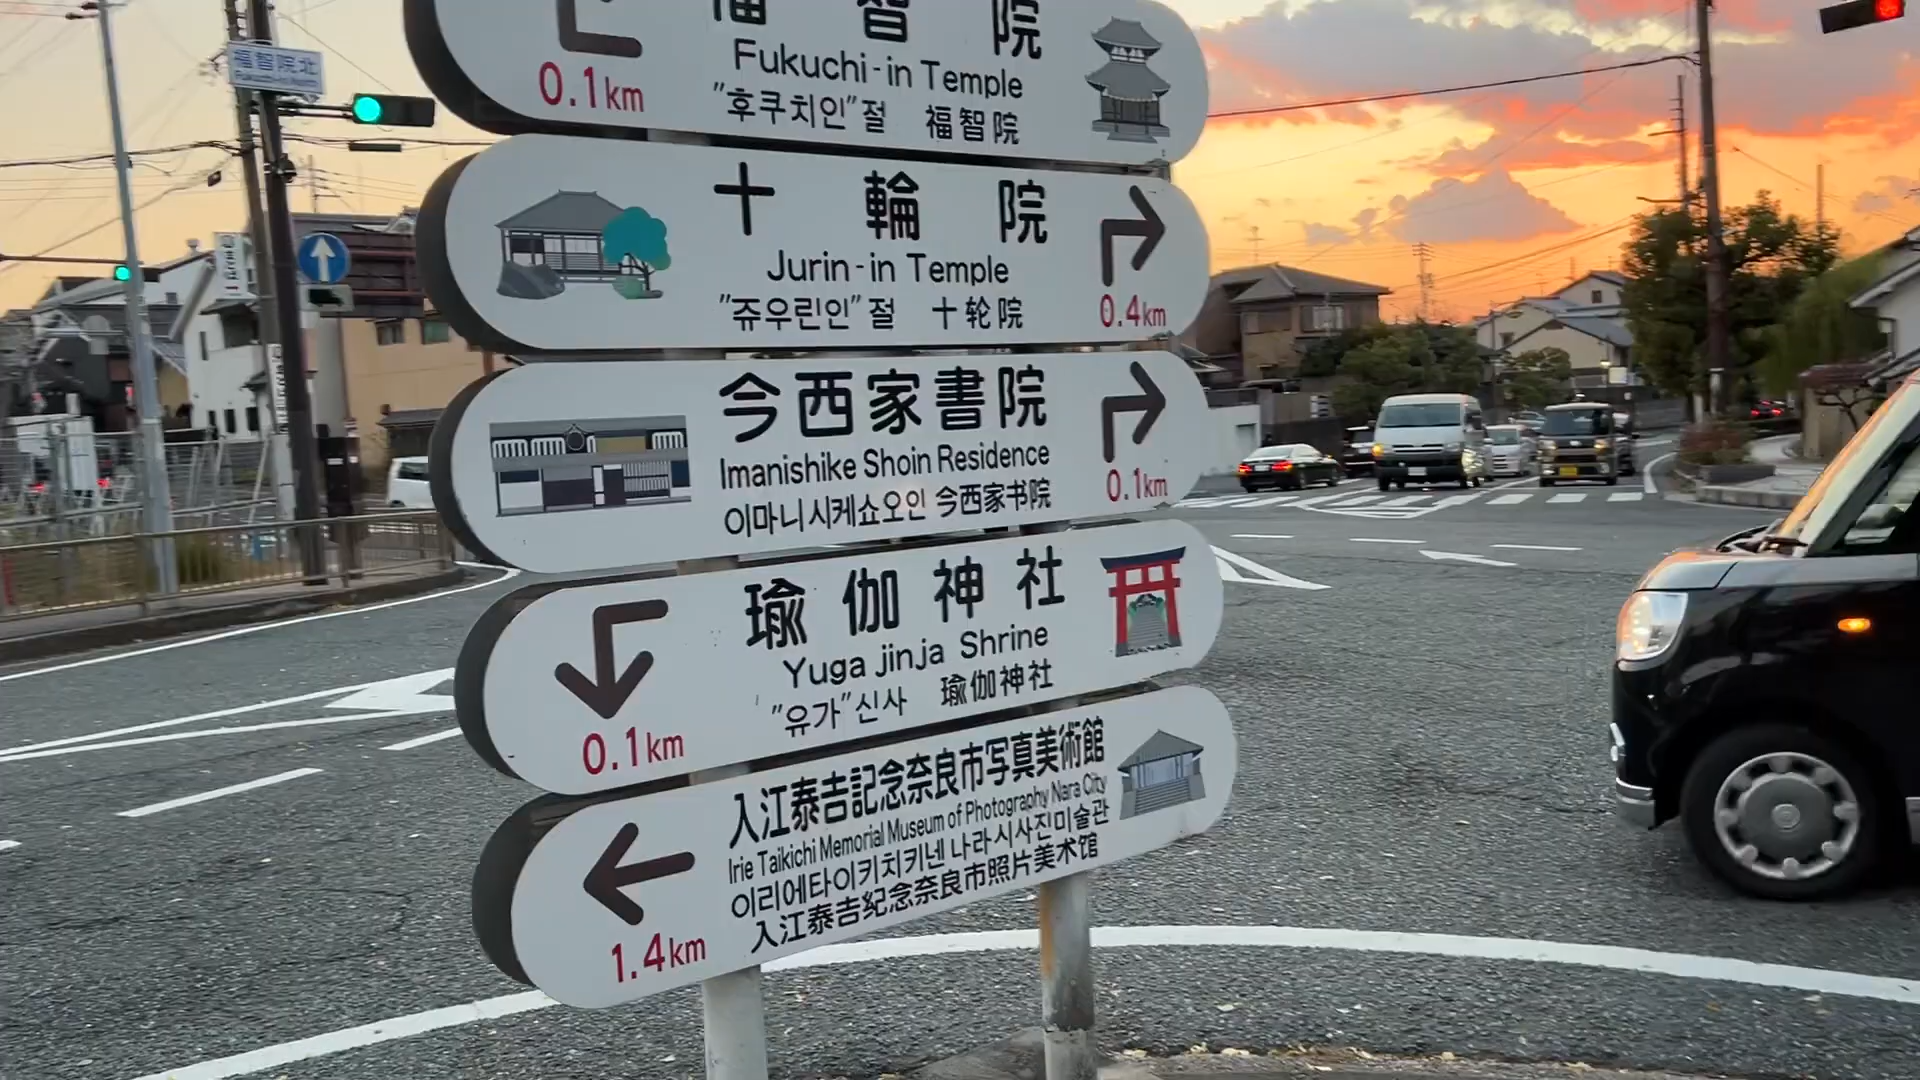 福智院
Fukuchi-in Temple
"후쿠치인"절 福智院
0.1km
十輪院
Jurin-in Temple
"쥬우린인"절 十轮院
0.4km
今西家書院
Imanishike Shoin Residence
이마니시케쇼오인 今西家书院
0.1km
瑜伽神社
Yuga jinja Shrine
"유가"신사 瑜伽神社
0.1km
入江泰吉記念奈良市写真美術館
Irie Taikichi Memorial Museum of Photography Nara City
이리에타이키치키넨 나라시사진미술관
入江泰吉纪念奈良市照片美术馆
1.4km
福智院北